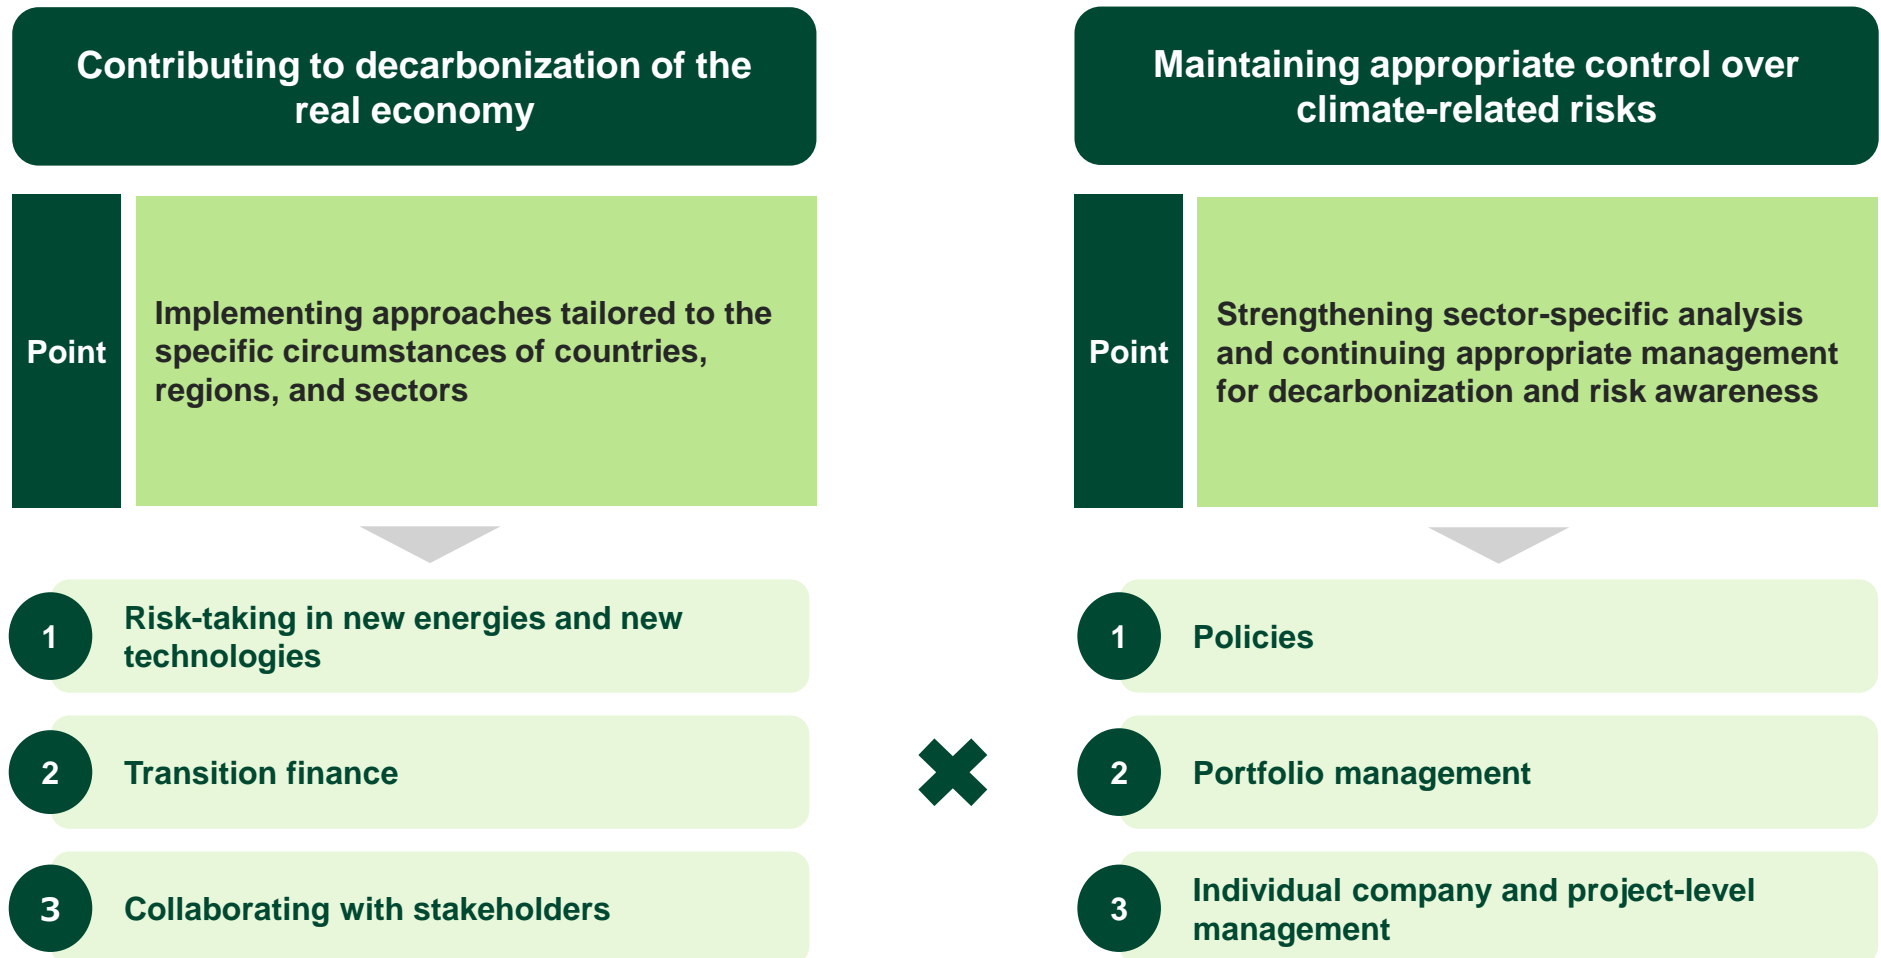 Contributing to decarbonization of the
real economy
Point
Implementing approaches tailored to the
specific circumstances of countries,
regions, and sectors
1
Risk-taking in new energies and new
technologies
2
Transition finance
3
Collaborating with stakeholders
Maintaining appropriate control over
climate-related risks
Point
Strengthening sector-specific analysis
and continuing appropriate management
for decarbonization and risk awareness
1
Policies
2
Portfolio management
3
Individual company and project-level
management